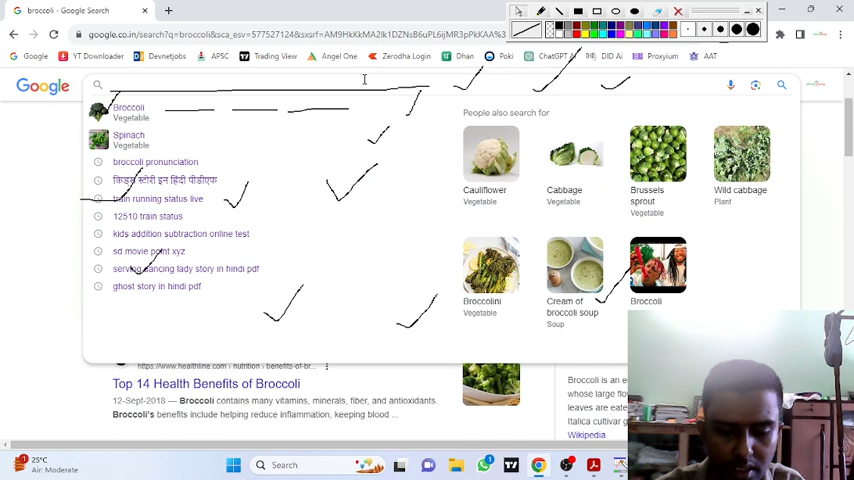 broccoli - Google Search
google.co.in/search?q=broccoli&sca_esv=577527124&sxsrf=AM9HkKkMA2Ik1DZNsB6uPL6ijMR3pPkKAA%3
Google
YT Downloader
Devnetjobs
APSC
Trading View
Angel One
Zerodha Login
Dhan
Poki
ChatGPT
AI
DID Ai
Proxyium
AAT
Google
Broccoli
Vegetable
Spinach
Vegetable
broccoli pronunciation
किड्स स्टोरी इन हिंदी पीडीएफ
train running status live
12510 train status
kids addition subtraction online test
sd movie point xyz
serving dancing lady story in hindi pdf
ghost story in hindi pdf
People also search for
Cauliflower
Vegetable
Cabbage
Vegetable
Brussels
sprout
Vegetable
Wild cabbage
Plant
Broccolini
Vegetable
Cream of
broccoli soup
Soup
Broccoli
https://www.healthline.com › nutrition › benefits-of-br...
Top 14 Health Benefits of Broccoli
12-Sept-2018 — Broccoli contains many vitamins, minerals, fiber, and antioxidants.
Broccoli's benefits include helping reduce inflammation, keeping blood ...
Broccoli is an e
whose large flow
leaves are eaten
Italica cultivar g
Wikipedia
25°C
Air: Moderate
Search